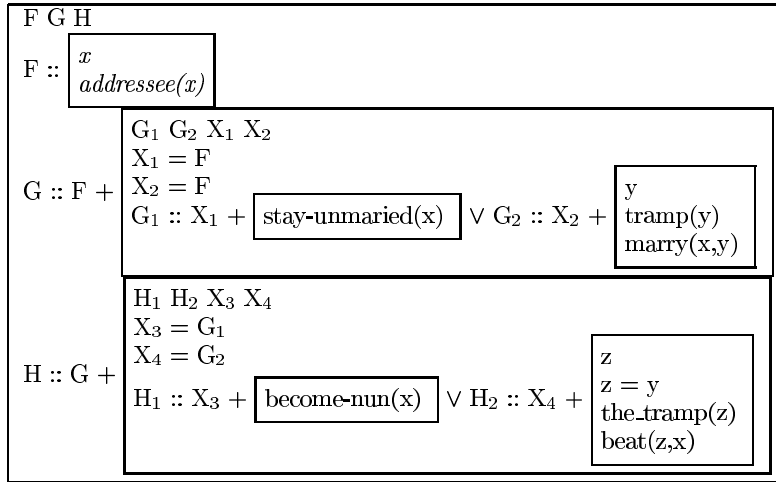 F G H
x
F ::
addressee(x)
G₁ G₂ X₁ X₂
X₁ = F
G :: F + X₂ = F
y
G₁ :: X₁ + stay-unmaried(x) ∨ G₂ :: X₂ + tramp(y)
marry(x,y)
H₁ H₂ X₃ X₄
X₃ = G₁
X₄ = G₂
z
H :: G +
z = y
H₁ :: X₃ + become-nun(x) ∨ H₂ :: X₄ + the_tramp(z)
beat(z,x)